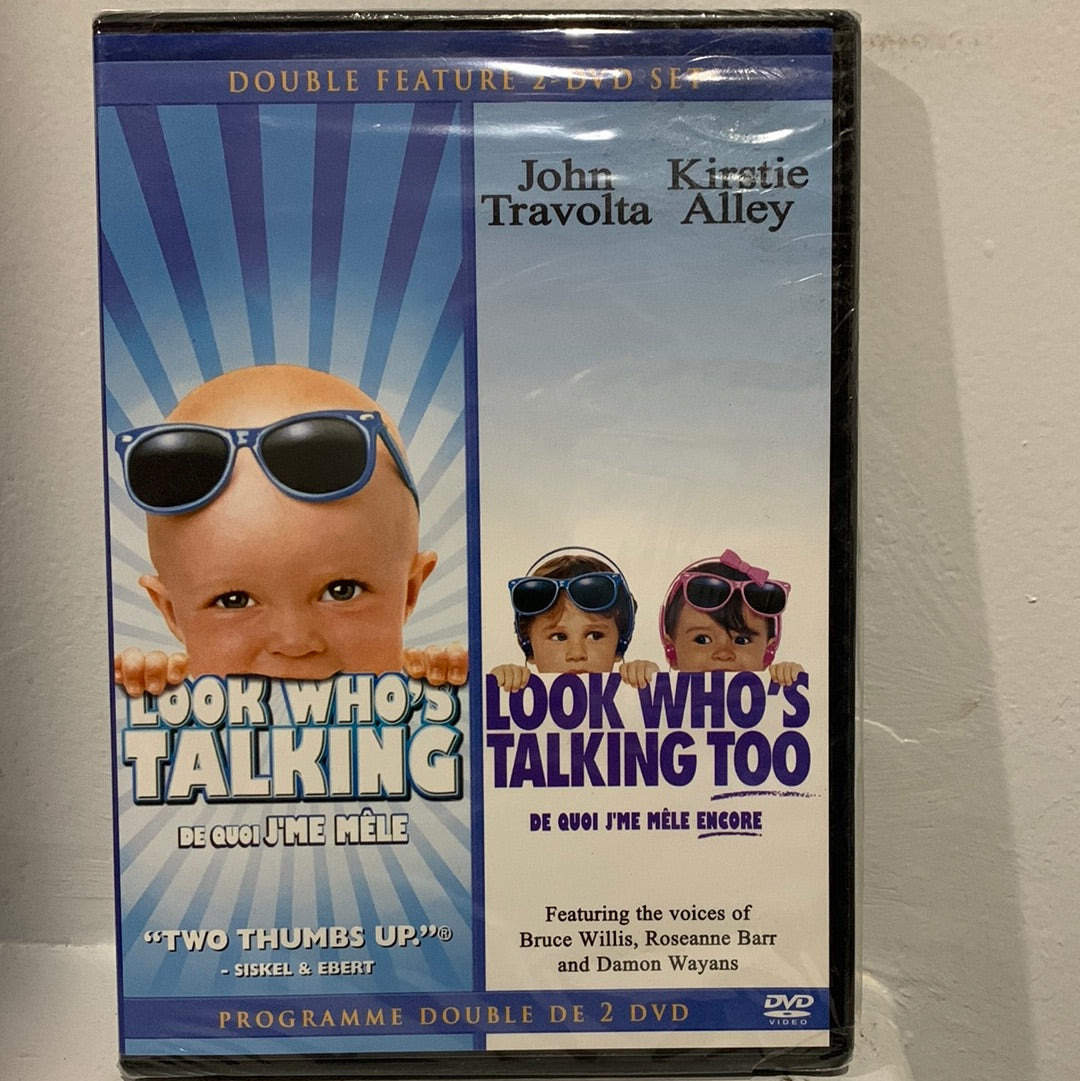 DOUBLE FEATURE 2-DVD SET
John Travolta
Kirstie Alley
LOOK WHO'S
TALKING
DE QUOI J'ME MÊLE
"TWO THUMBS UP."®
- SISKEL & EBERT
LOOK WHO'S
TALKING TOO
DE QUOI J'ME MÊLE ENCORE
Featuring the voices of
Bruce Willis, Roseanne Barr
and Damon Wayans
PROGRAMME DOUBLE DE 2 DVD
DVD
VIDEO